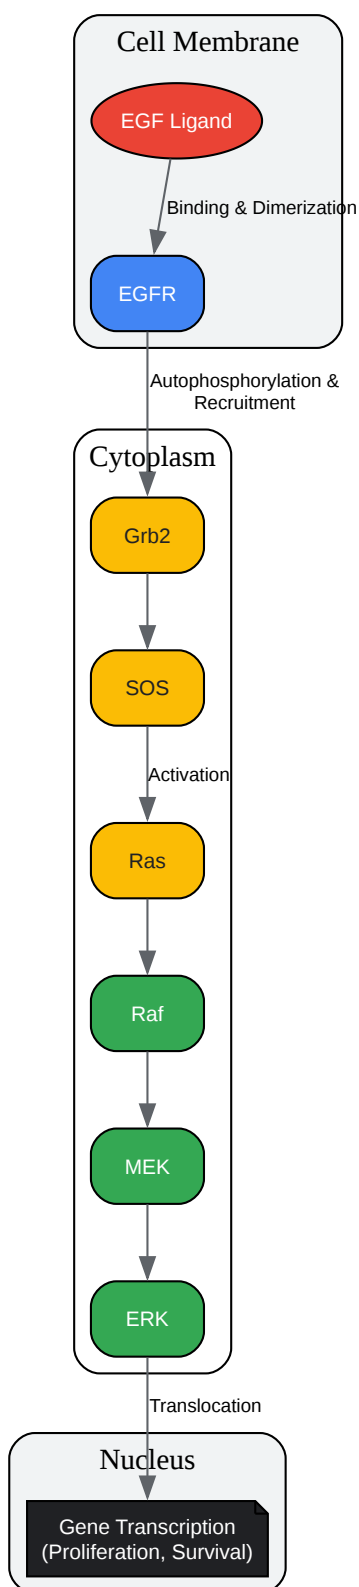 Cell Membrane
EGF Ligand
Binding & Dimerization
EGFR
Autophosphorylation &
Recruitment
Cytoplasm
Grb2
SOS
Activation
Ras
Raf
MEK
ERK
Translocation
Nucleus
Gene Transcription
(Proliferation, Survival)